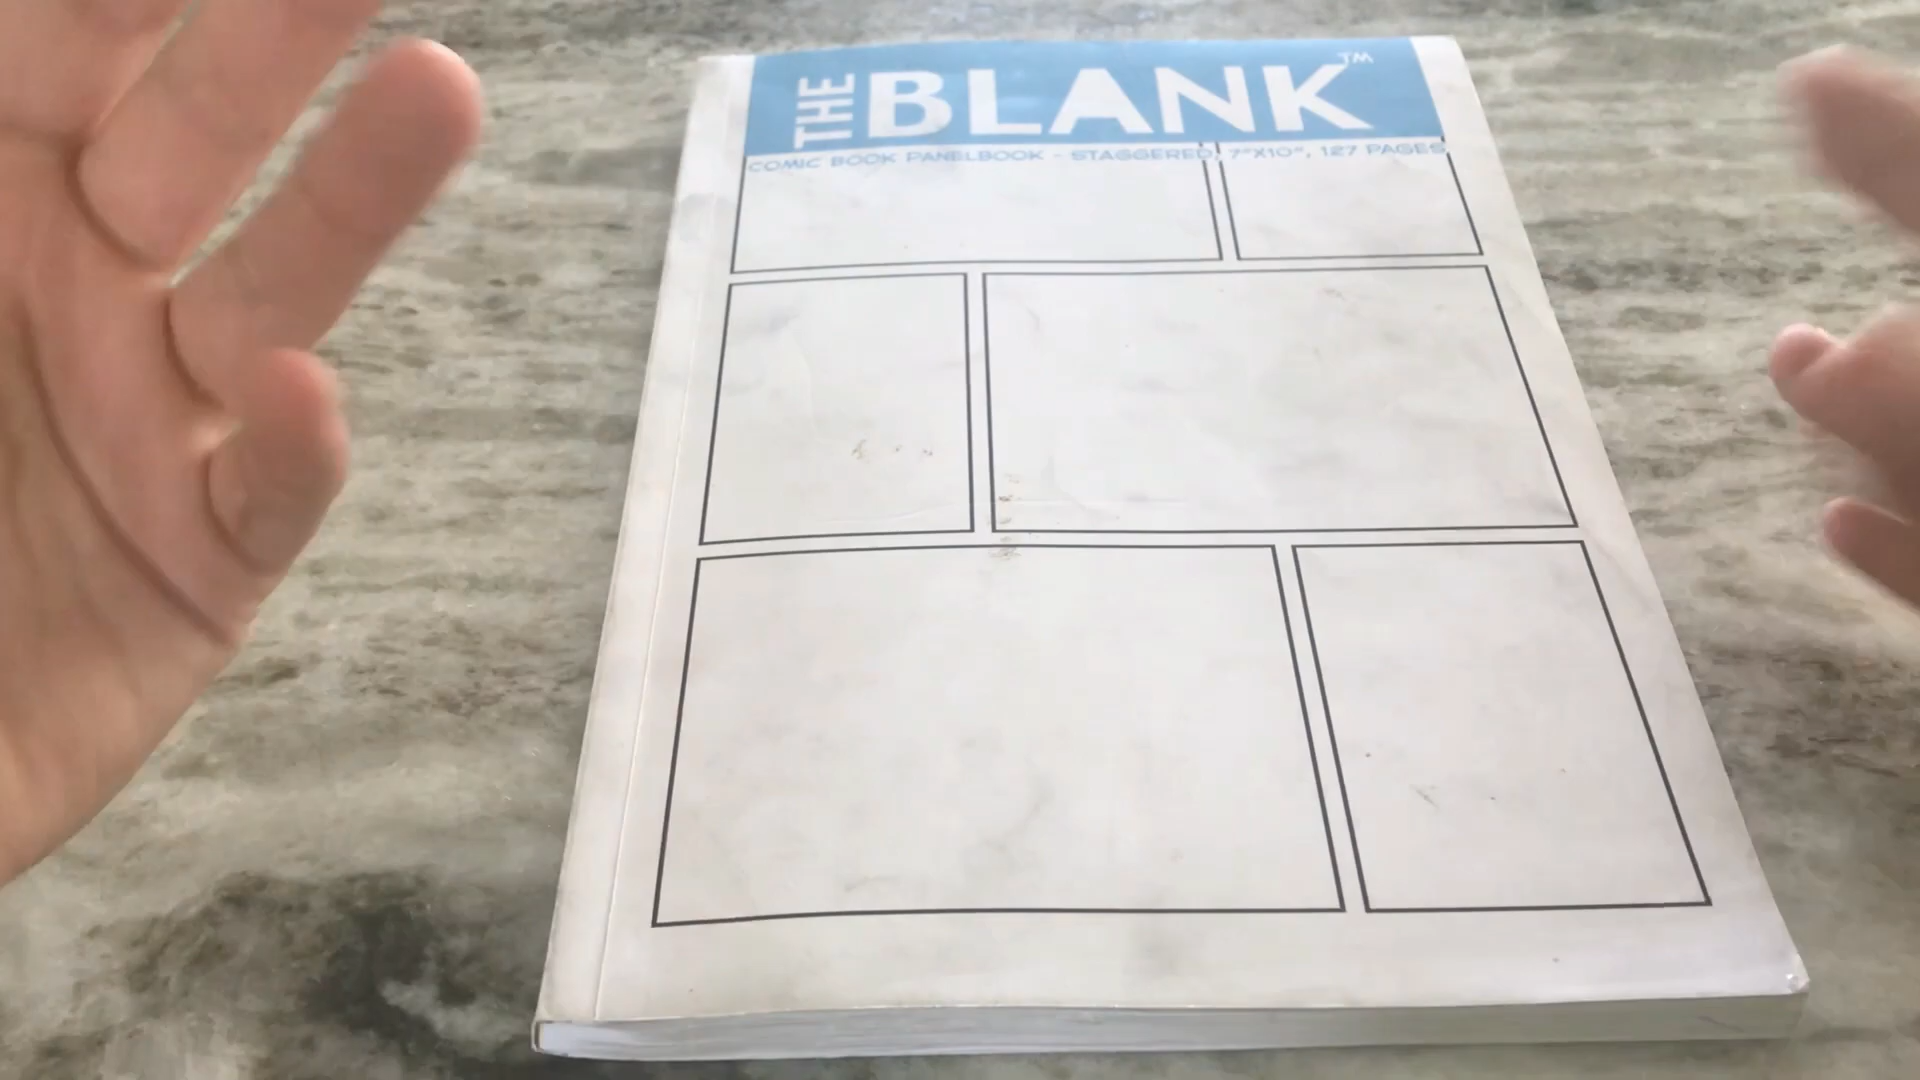 THE BLANK™
COMIC BOOK PANELBOOK - STAGGERED, 7"X10", 127 PAGES